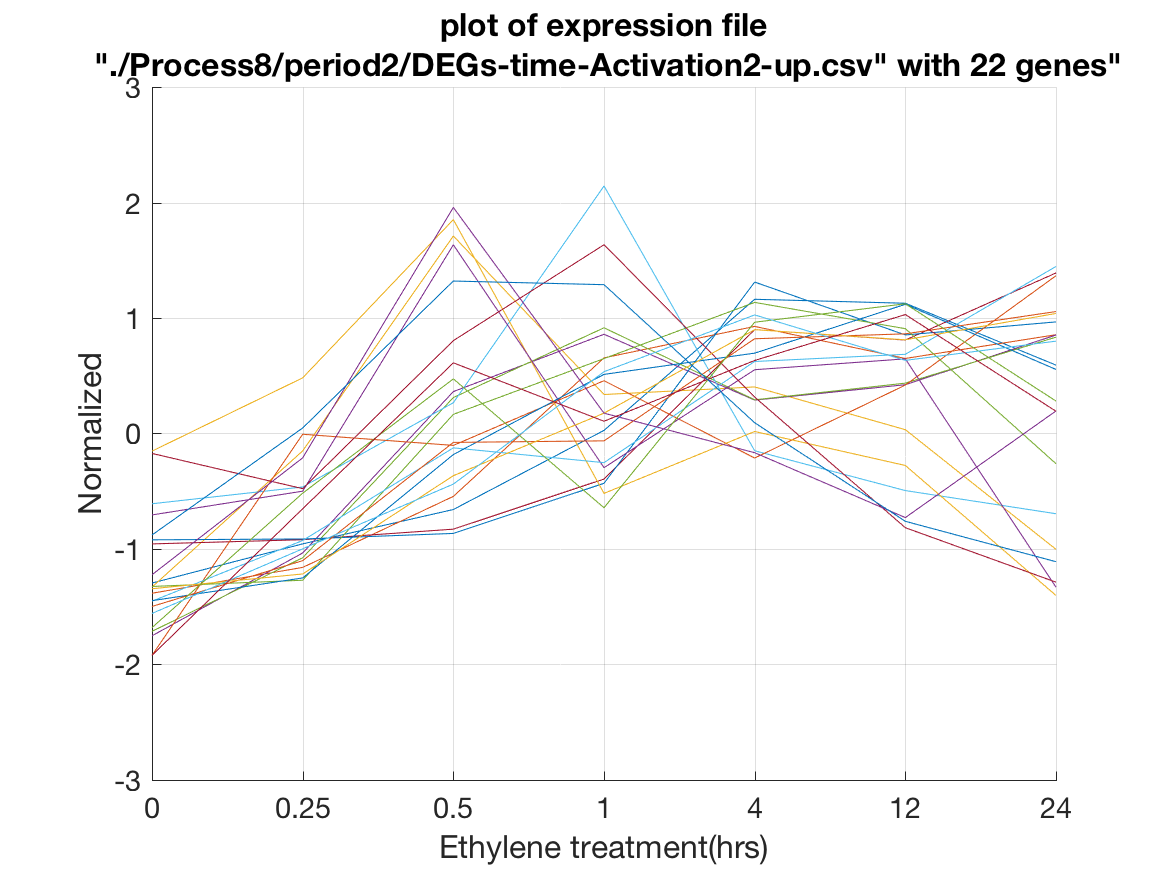 plot of expression file
"./Process8/period2/DEGs-time-Activation2-up.csv" with 22 genes"
3
2
1
0
-1
-2
-3
Normalized
0 0.25 0.5 1 4 12 24
Ethylene treatment(hrs)